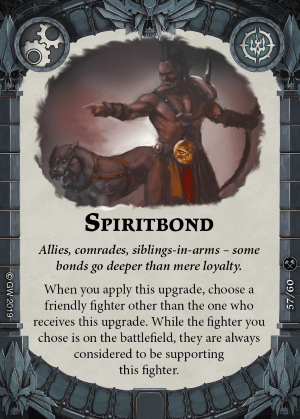 SPIRITBOND
Allies, comrades, siblings-in-arms – some
bonds go deeper than mere loyalty.
When you apply this upgrade, choose a
friendly fighter other than the one who
receives this upgrade. While the fighter you
chose is on the battlefield, they are always
considered to be supporting
this fighter.
©GW 2019
57/60